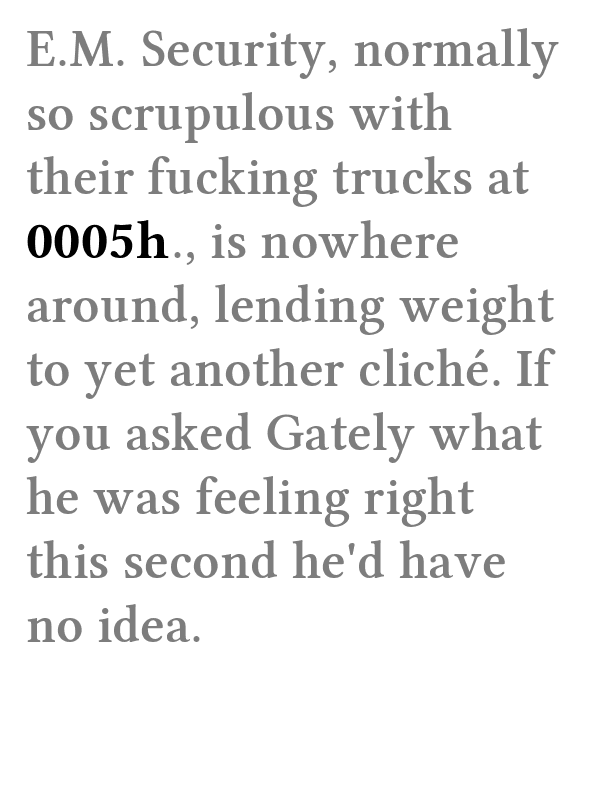 E.M. Security, normally
so scrupulous with
their fucking trucks at
0005h., is nowhere
around, lending weight
to yet another cliché. If
you asked Gately what
he was feeling right
this second he'd have
no idea.